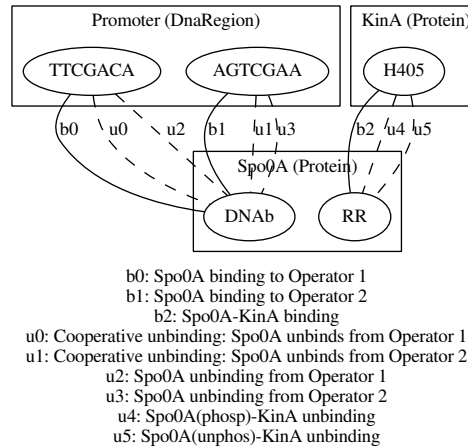 Promoter (DnaRegion)
KinA (Protein)
TTCGACA
AGTCGAA
H405
b0
u0
u2
b1
u1
u3
b2
u4
u5
Spo0A (Protein)
DNAb
RR
b0: Spo0A binding to Operator 1
b1: Spo0A binding to Operator 2
b2: Spo0A-KinA binding
u0: Cooperative unbinding: Spo0A unbinds from Operator 1
u1: Cooperative unbinding: Spo0A unbinds from Operator 2
u2: Spo0A unbinding from Operator 1
u3: Spo0A unbinding from Operator 2
u4: Spo0A(phosp)-KinA unbinding
u5: Spo0A(unphos)-KinA unbinding